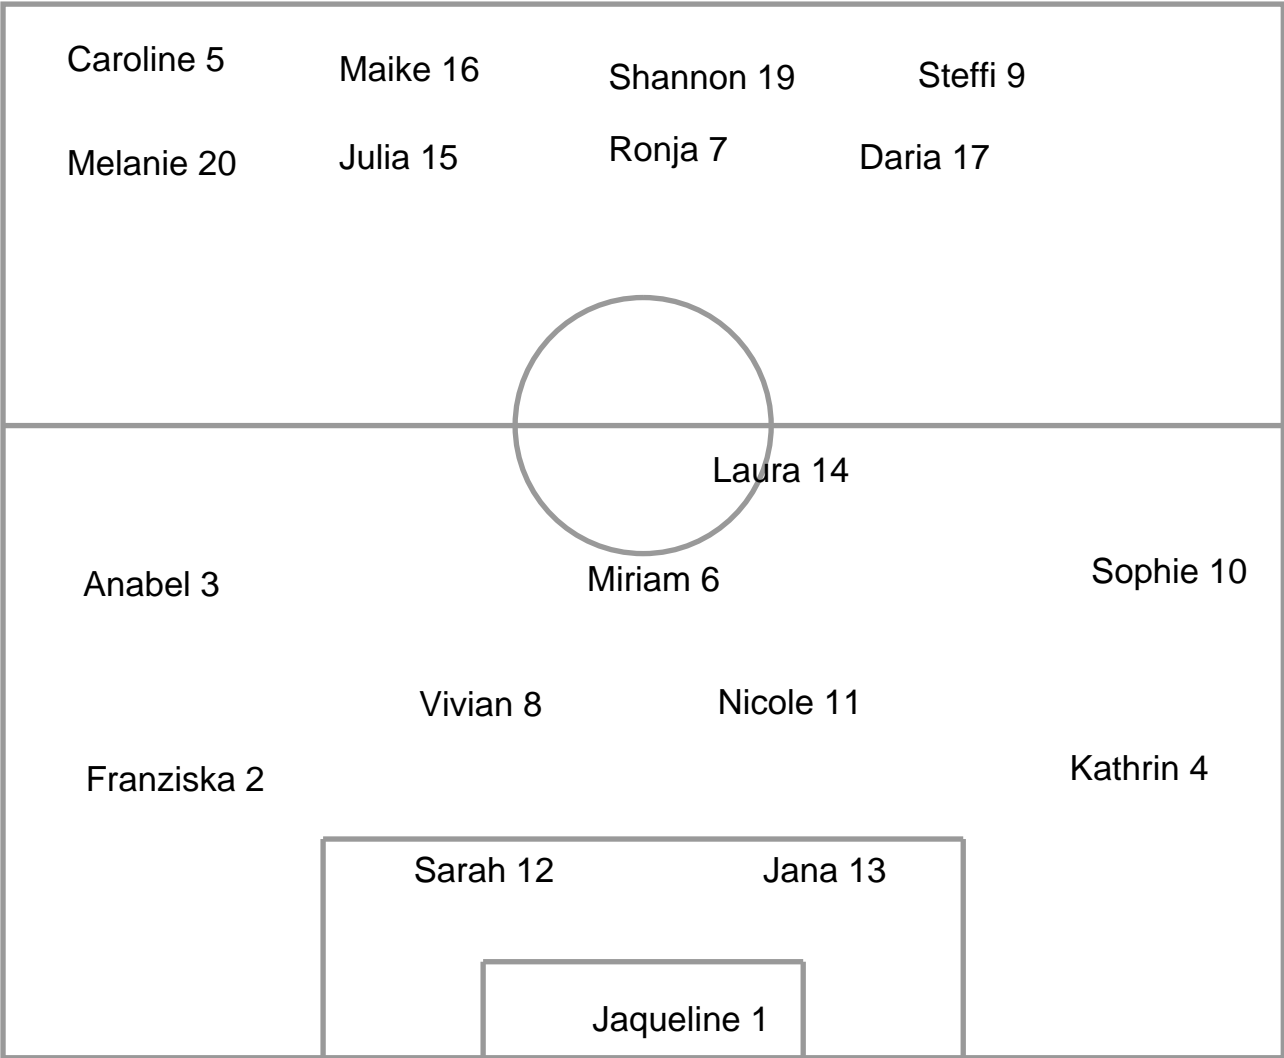 Caroline 5
Maike 16
Shannon 19
Steffi 9
Melanie 20
Julia 15
Ronja 7
Daria 17
Laura 14
Anabel 3
Miriam 6
Sophie 10
Vivian 8
Nicole 11
Franziska 2
Kathrin 4
Sarah 12
Jana 13
Jaqueline 1